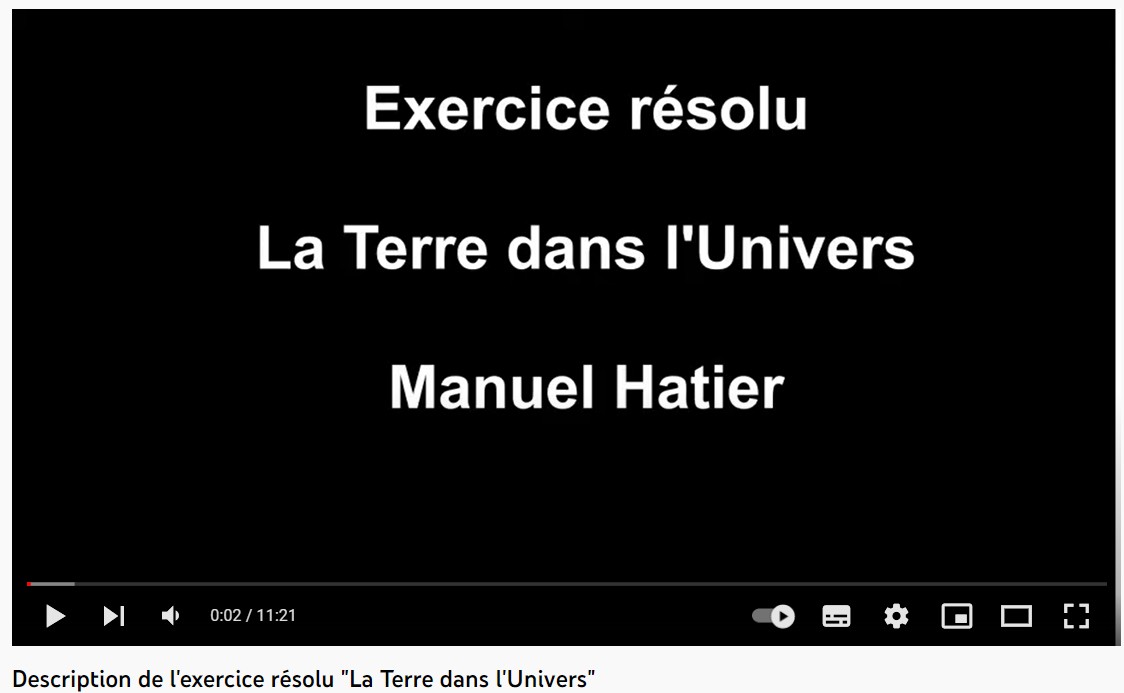 Exercice résolu
La Terre dans l'Univers
Manuel Hatier
0:02 / 11:21
Description de l'exercice résolu "La Terre dans l'Univers"